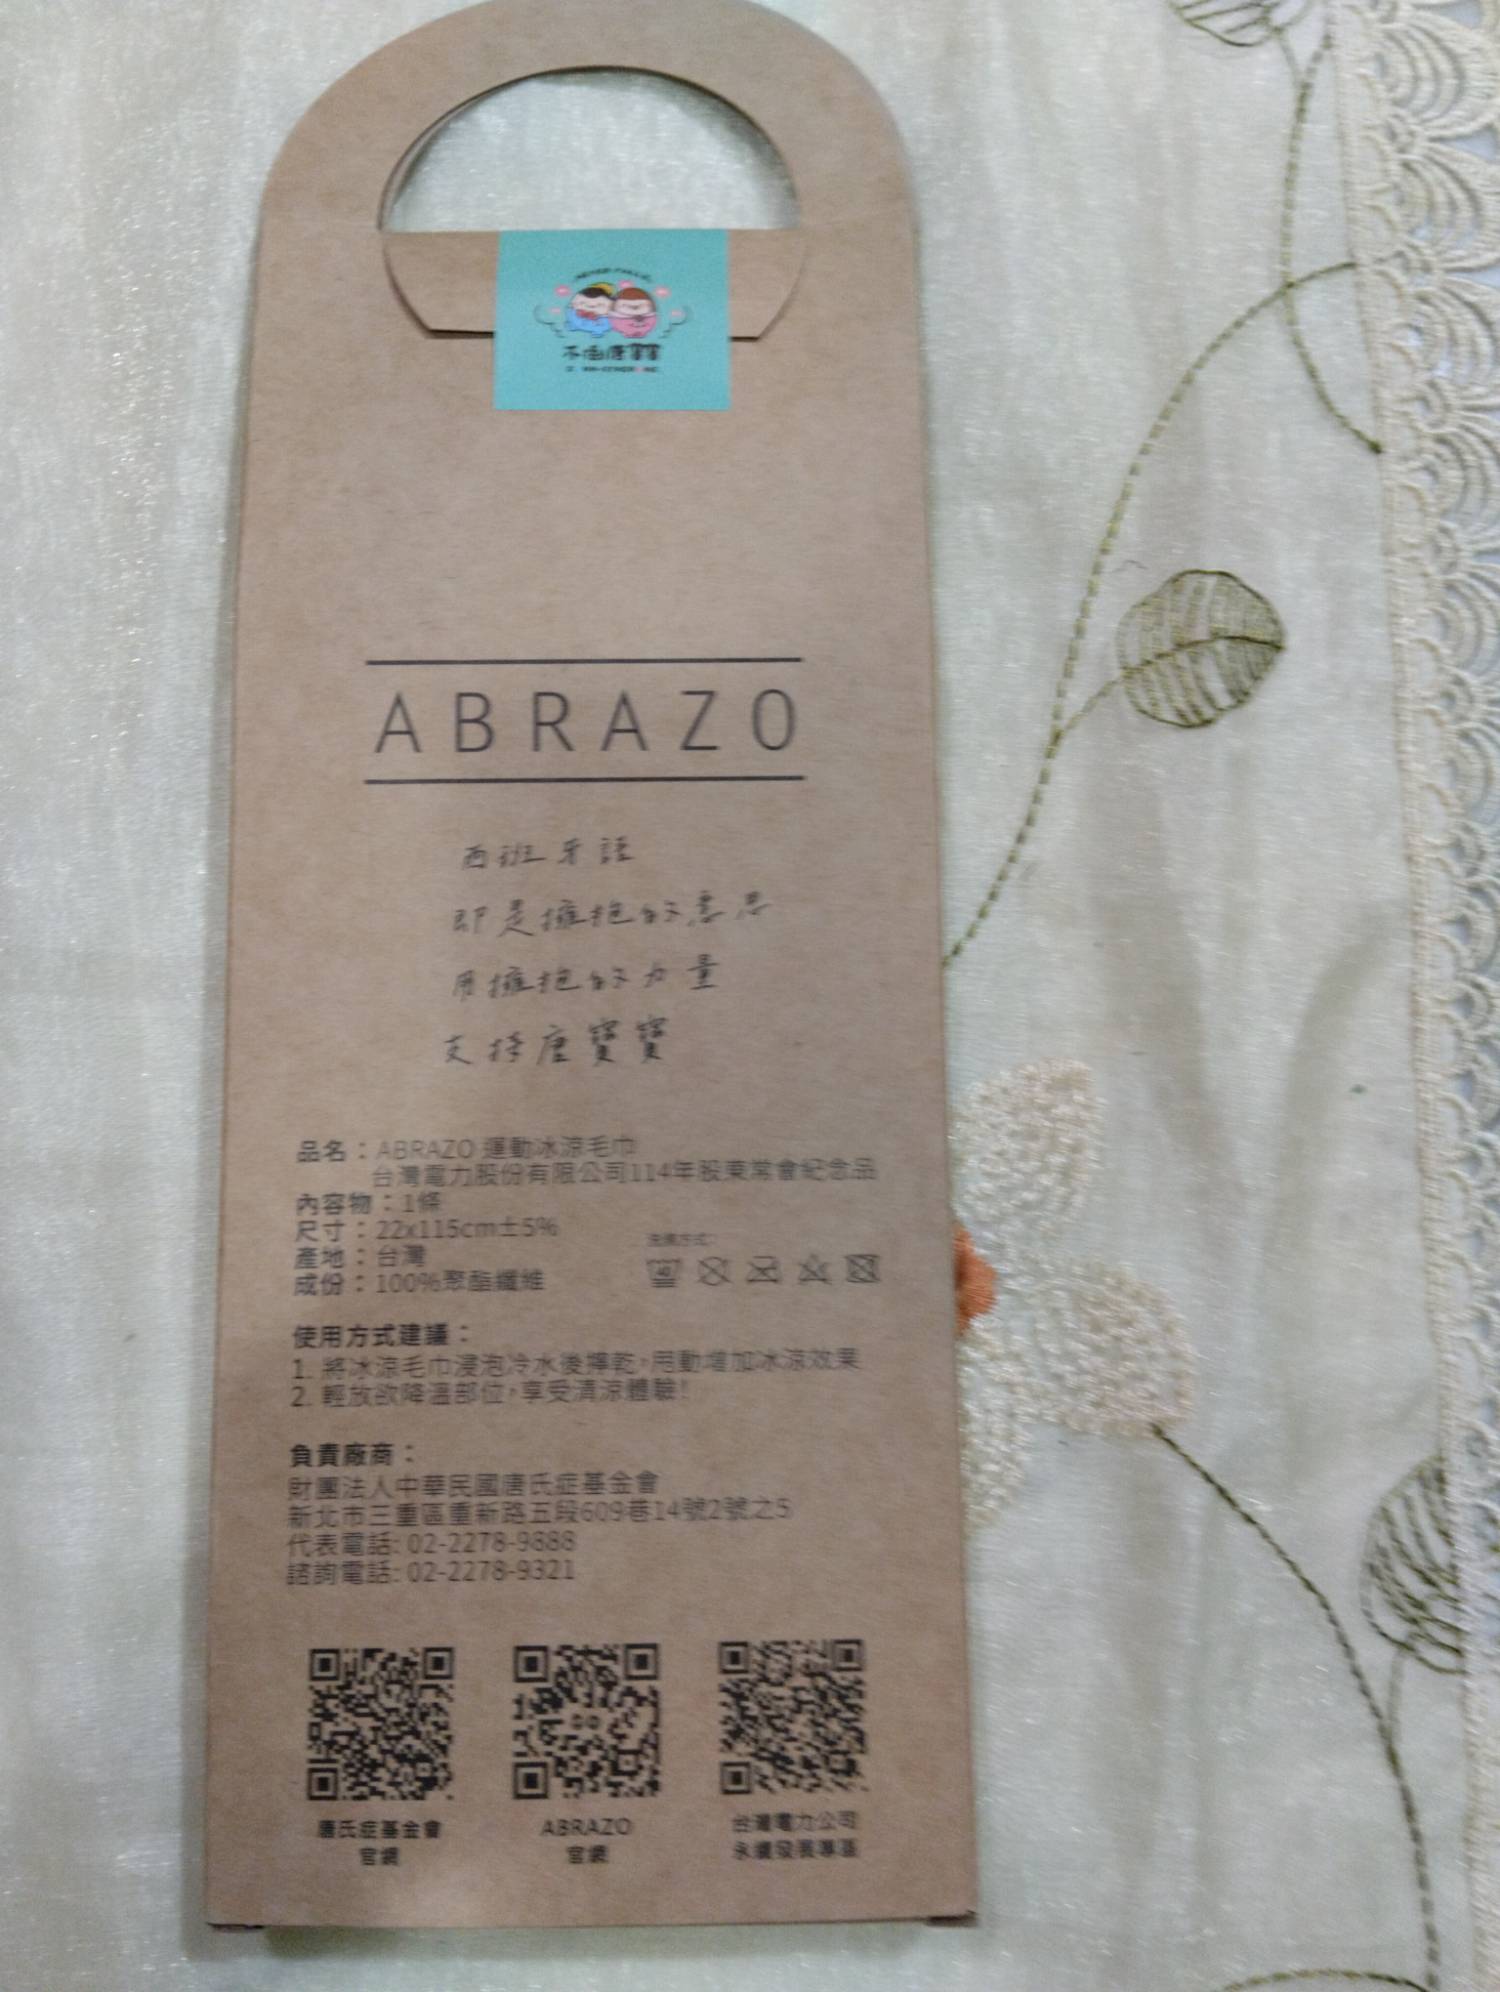 不倒唐寶寶
ABRAZO
西班牙語
即是擁抱的意思
用擁抱的力量
支持唐寶寶
品名：ABRAZO 運動冰涼毛巾
台灣電力股份有限公司114年股東常會紀念品
內容物：1條
尺寸：22x115cm±5%
產地：台灣
成份：100%聚酯纖維
洗滌方式：
40
使用方式建議：
1. 將冰涼毛巾浸泡冷水後擰乾，甩動增加冰涼效果
2. 輕放欲降溫部位，享受清涼體驗！
負責廠商：
財團法人中華民國唐氏症基金會
新北市三重區重新路五段609巷14號2號之5
代表電話: 02-2278-9888
諮詢電話: 02-2278-9321
唐氏症基金會
官網
ABRAZO
官網
台灣電力公司
永續發展專區